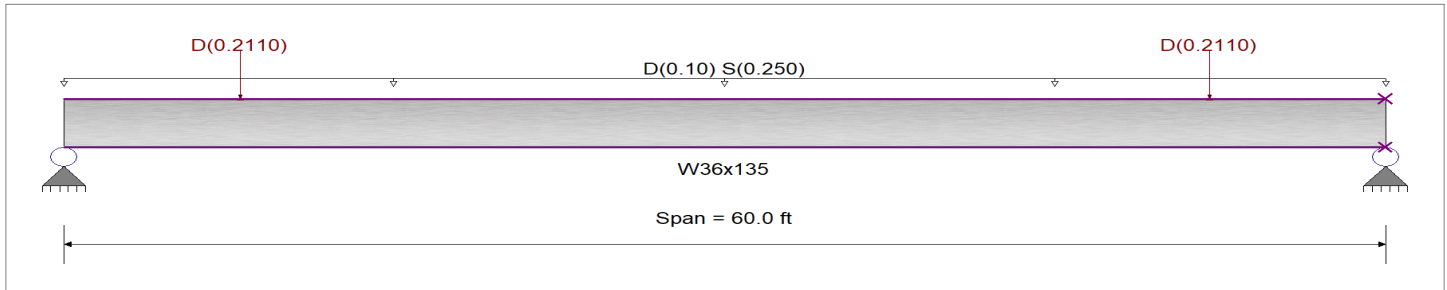 D(0.2110) D(0.2110)
D(0.10) S(0.250)
W36x135
Span = 60.0 ft